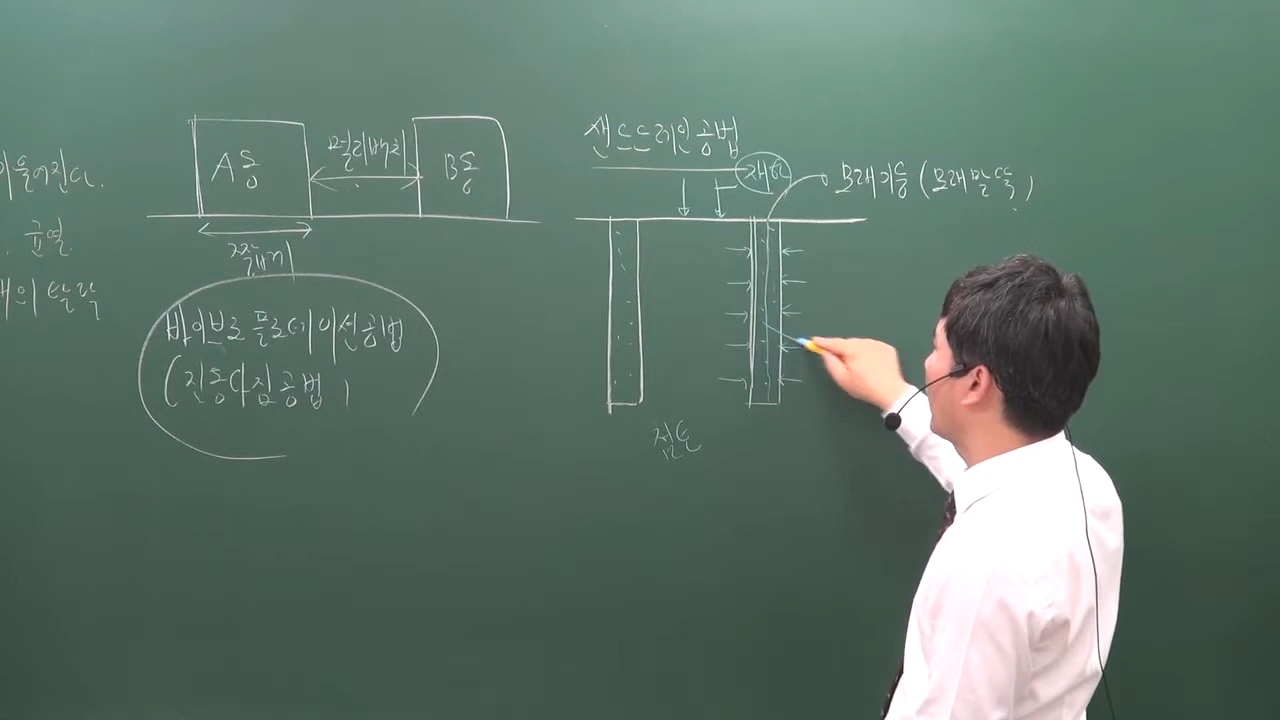 균열
A동
멀리배치
B동
바이브로 플로테이션공법
(진동다짐공법)
샌드드레인공법
재하
모래기둥 (모래말뚝)
점토